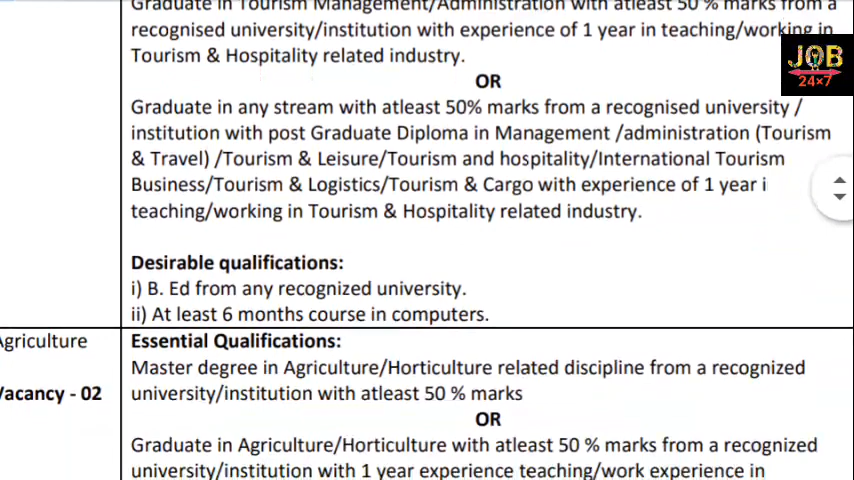 Graduate in Tourism Management/Administration with atleast 50 % marks from a
recognised university/institution with experience of 1 year in teaching/working in
Tourism & Hospitality related industry.
OR
Graduate in any stream with atleast 50% marks from a recognised university /
institution with post Graduate Diploma in Management /administration (Tourism
& Travel) /Tourism & Leisure/Tourism and hospitality/International Tourism
Business/Tourism & Logistics/Tourism & Cargo with experience of 1 year i
teaching/working in Tourism & Hospitality related industry.
Desirable qualifications:
i) B. Ed from any recognized university.
ii) At least 6 months course in computers.
Agriculture
Vacancy - 02
Essential Qualifications:
Master degree in Agriculture/Horticulture related discipline from a recognized
university/institution with atleast 50 % marks
OR
Graduate in Agriculture/Horticulture with atleast 50 % marks from a recognized
university/institution with 1 year experience teaching/work experience in
JOB
24×7